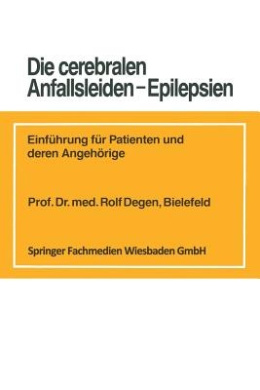 Die cerebralen
Anfallsleiden – Epilepsien
Einführung für Patienten und
deren Angehörige
Prof. Dr. med. Rolf Degen, Bielefeld
Springer Fachmedien Wiesbaden GmbH